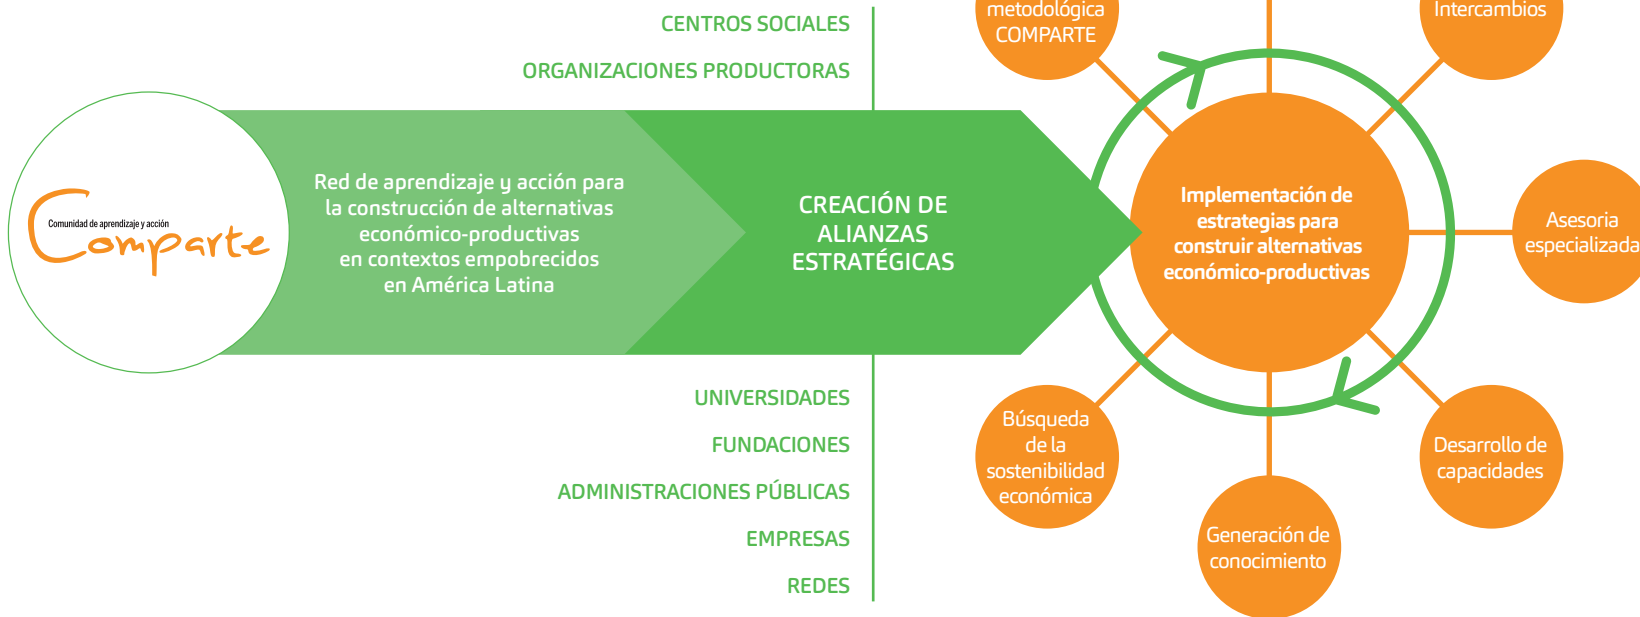 CENTROS SOCIALES
ORGANIZACIONES PRODUCTORAS
Comunidad de aprendizaje y acción
Comparte
Red de aprendizaje y acción para
la construcción de alternativas
económico-productivas
en contextos empobrecidos
en América Latina
CREACIÓN DE
ALIANZAS
ESTRATÉGICAS
UNIVERSIDADES
FUNDACIONES
ADMINISTRACIONES PÚBLICAS
EMPRESAS
REDES
metodológica
COMPARTE
Intercambios
Implementación de
estrategias para
construir alternativas
económico-productivas
Asesoria
especializada
Búsqueda
de la
sostenibilidad
económica
Desarrollo de
capacidades
Generación de
conocimiento